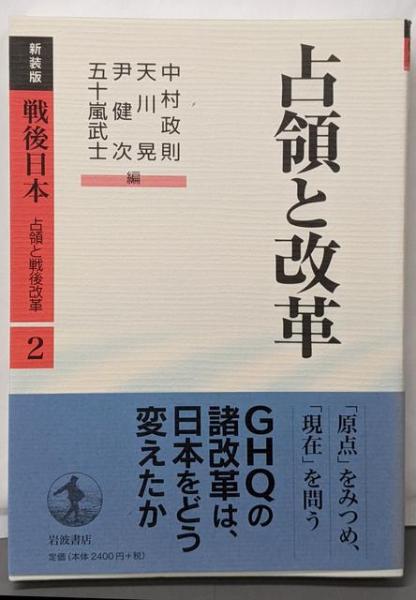 占領と改革
中村政則
天川 晃
尹 健次
五十嵐武士
編
新装版
戦後日本
占領と戦後改革
2
「原点」をみつめ、
「現在」を問う
GHQの
諸改革は、
日本をどう
変えたか
岩波書店
定価(本体2400円+税)